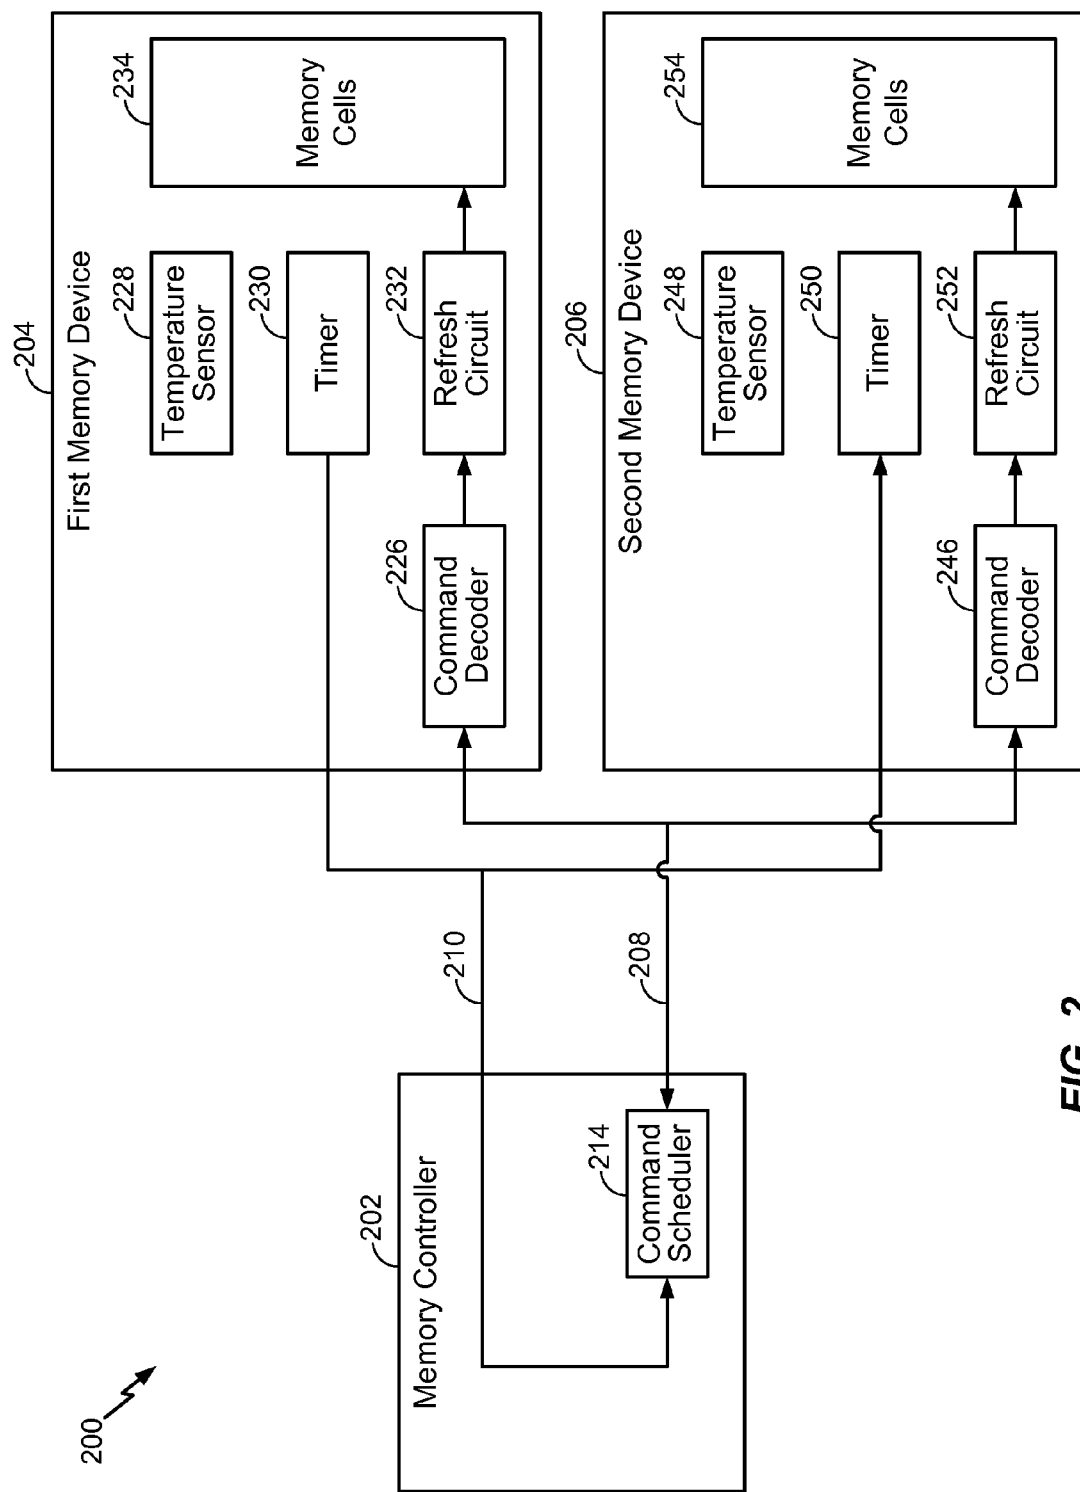 200
Memory Controller
202
Command
Scheduler
214
210
208
204
First Memory Device
Temperature
Sensor
228
Timer
230
Command
Decoder
226
Refresh
Circuit
232
Memory
Cells
234
206
Second Memory Device
Temperature
Sensor
248
Timer
250
Command
Decoder
246
Refresh
Circuit
252
Memory
Cells
254
FIG. 2